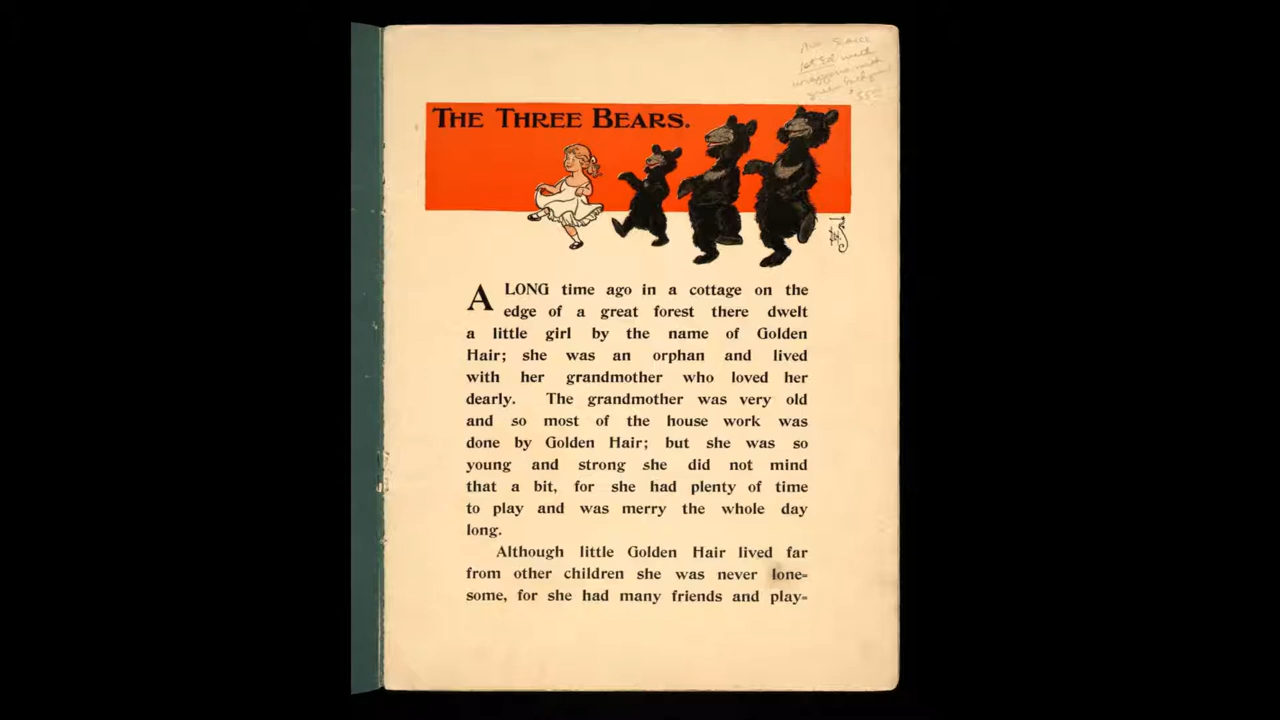 1st Ed with
THE THREE BEARS.
A LONG time ago in a cottage on the
edge of a great forest there dwelt
a little girl by the name of Golden
Hair; she was an orphan and lived
with her grandmother who loved her
dearly. The grandmother was very old
and so most of the house work was
done by Golden Hair; but she was so
young and strong she did not mind
that a bit, for she had plenty of time
to play and was merry the whole day
long.
Although little Golden Hair lived far
from other children she was never lone-
some, for she had many friends and play-